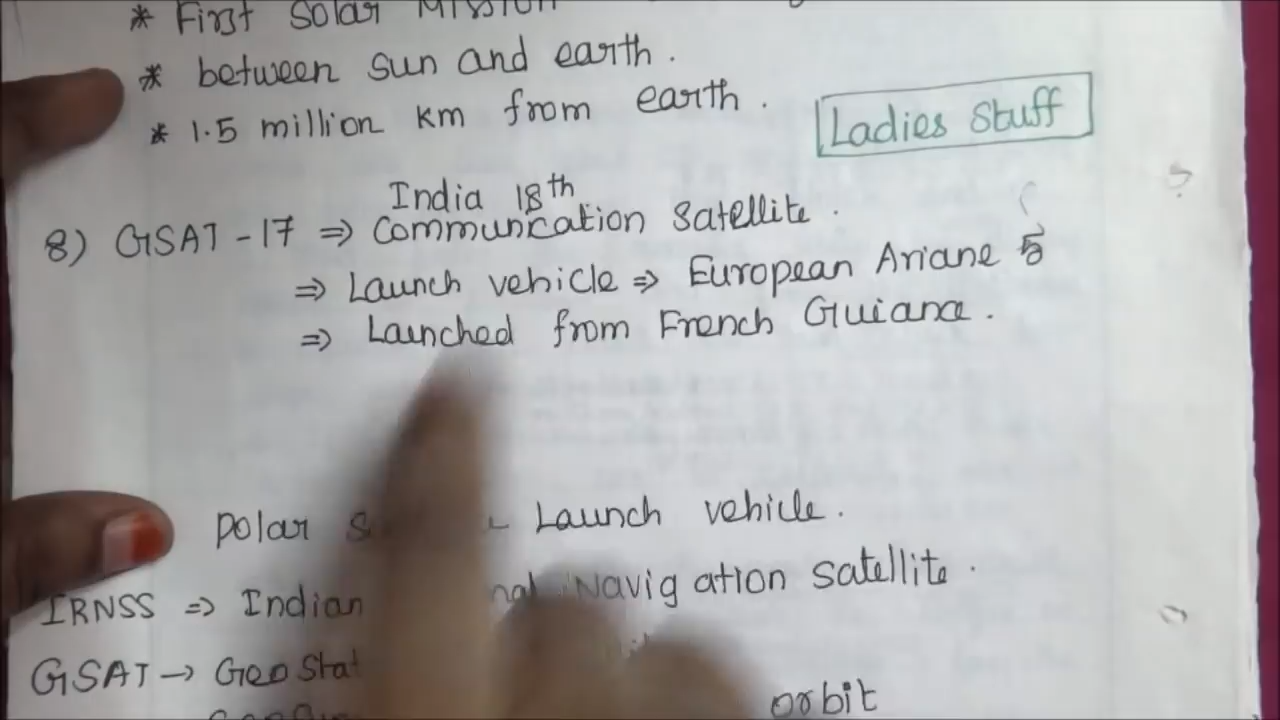 * First Solar Mission
* between sun and earth.
* 1.5 million km from earth.
Ladies Stuff
India 18th
8) GSAT-17 ⇒ Communication satellite.
⇒ Launch vehicle ⇒ European Ariane 5
⇒ Launched from French Guiana.
Polar Launch vehicle.
IRNSS ⇒ Indian Navigation satellite.
GSAT → GeoStat
orbit